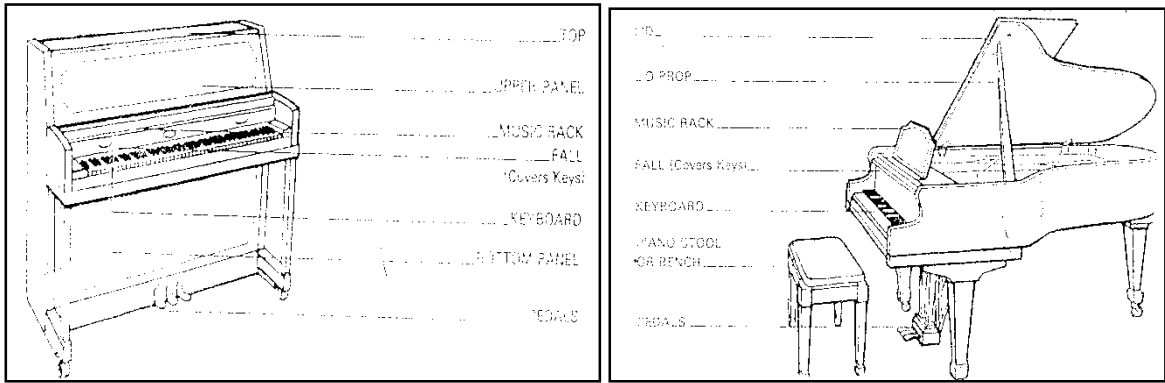 TOP
UPPER PANEL
MUSIC RACK
FALL
(Covers Keys)
KEYBOARD
BOTTOM PANEL
PEDALS
LID
LID PROP
MUSIC RACK
FALL (Covers Keys)
KEYBOARD
PIANO STOOL
OR BENCH
PEDALS